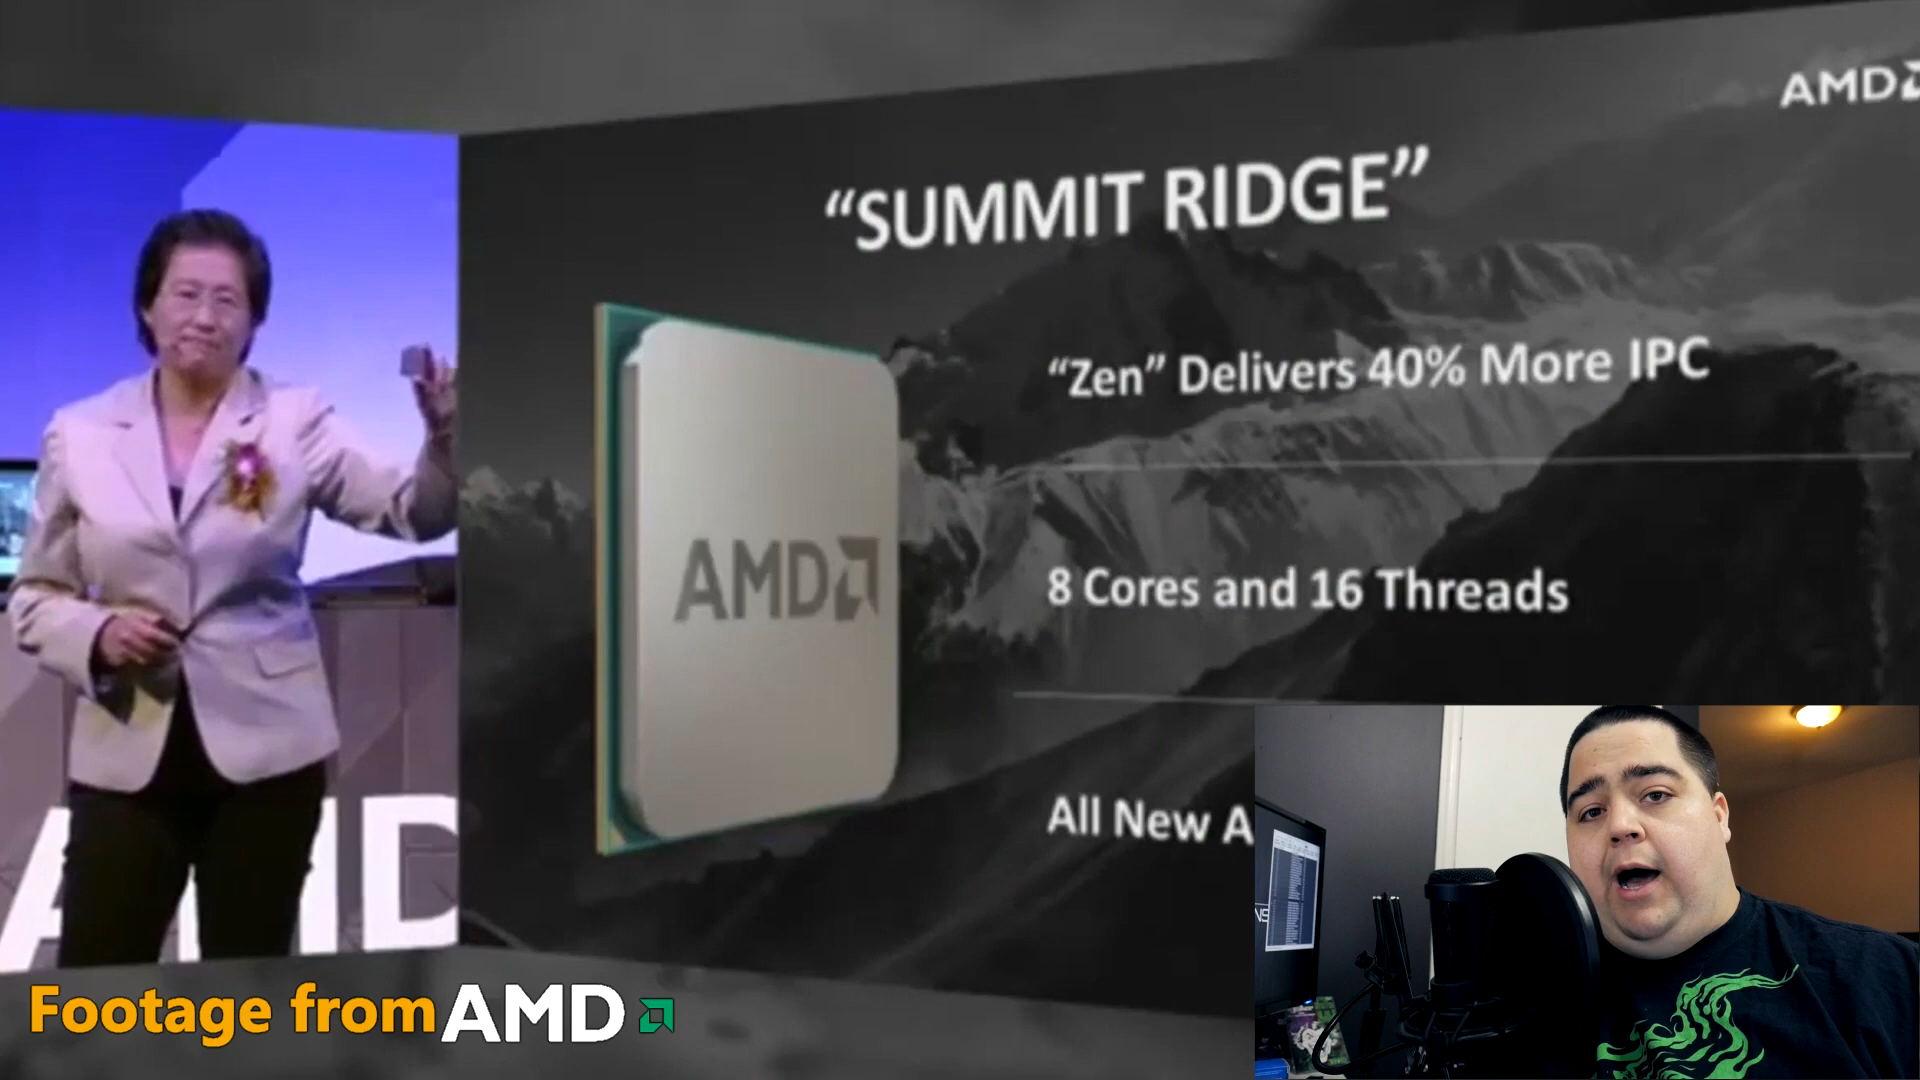 AMD
“SUMMIT RIDGE”
“Zen” Delivers 40% More IPC
AMD
8 Cores and 16 Threads
All New A
AMD
Footage from AMD